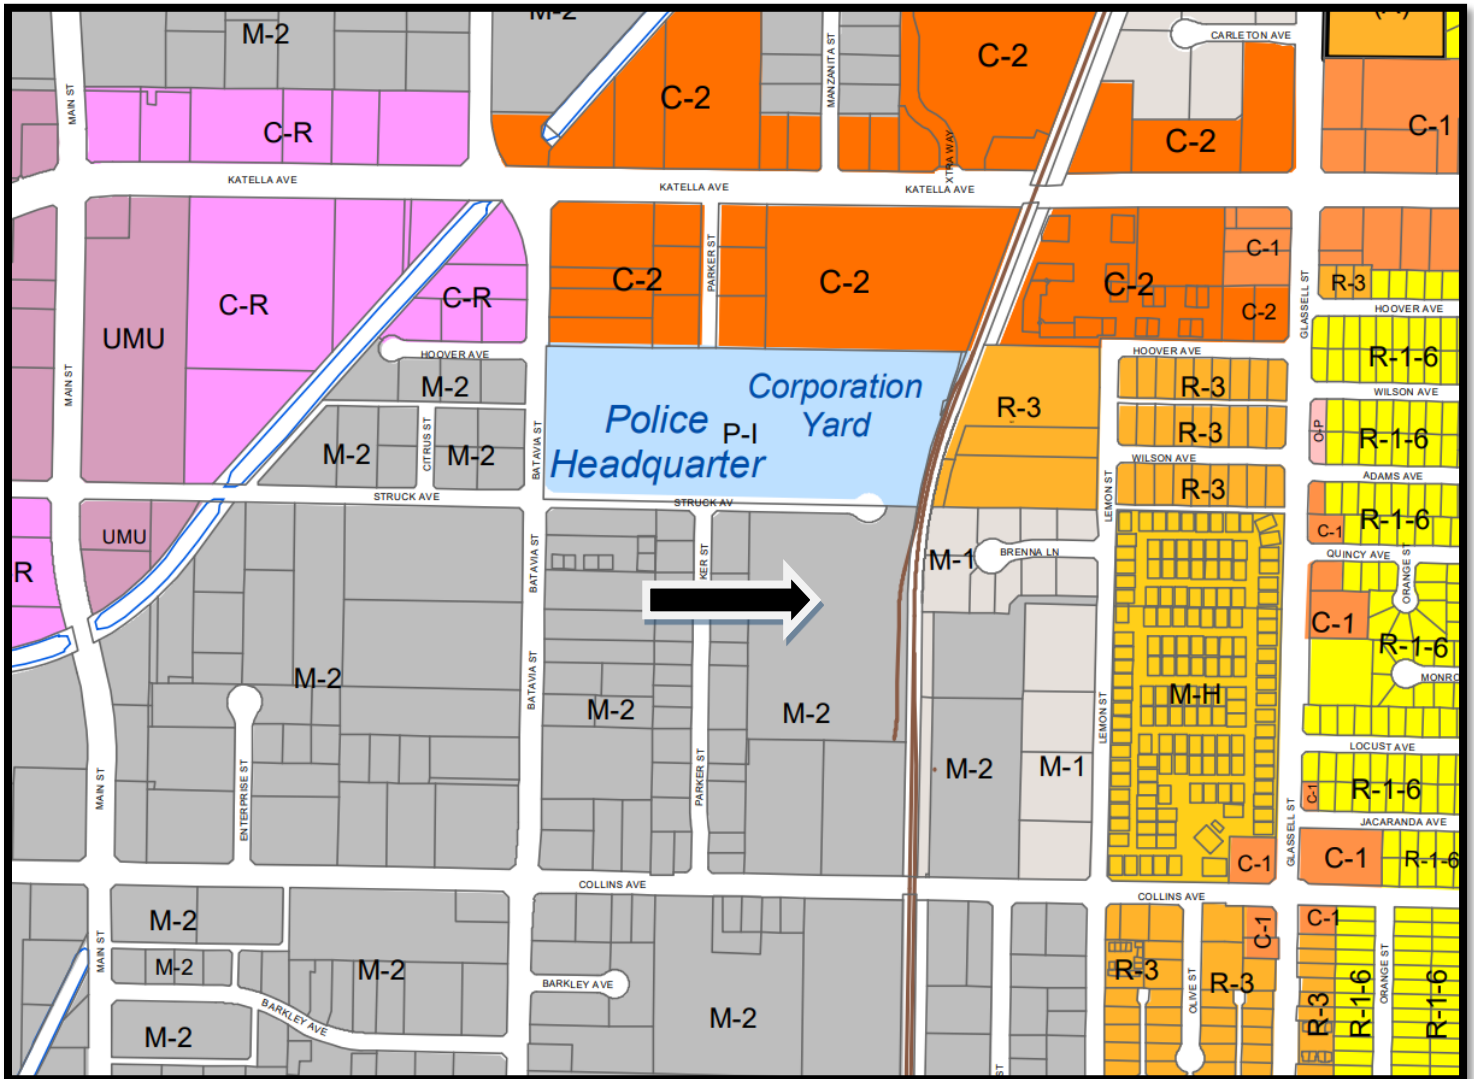 M-2
M-2
(A)
CARLETON AVE
MAIN ST
C-R
C-2
MANZANITA ST
C-2
C-2
C-1
XTRA WAY
KATELLA AVE
KATELLA AVE
KATELLA AVE
UMU
C-R
C-R
C-2
PARKER ST
C-2
C-2
C-1
C-2
GLASSELL ST
R-3
HOOVER AVE
MAIN ST
HOOVER AVE
M-2
HOOVER AVE
R-3
R-1-6
WILSON AVE
M-2
CITRUS ST
M-2
BATAVIA ST
Police
Headquarter
P-I
Corporation
Yard
R-3
R-3
WILSON AVE
R-3
O-P
R-1-6
ADAMS AVE
STRUCK AVE
STRUCK AV
LEMON ST
C-1
R-1-6
UMU
R
BATAVIA ST
KER ST
M-1
BRENNA LN
QUINCY AVE
ORANGE ST
C-1
R-1-6
MONRO
M-2
BATAVIA ST
M-2
M-2
M-H
LEMON ST
LOCUST AVE
MAIN ST
ENTERPRISE ST
PARKER ST
M-2
M-1
C-1
R-1-6
JACARANDA AVE
GLASSELL ST
C-1
C-1
R-1-6
COLLINS AVE
COLLINS AVE
M-2
MAIN ST
M-2
M-2
BARKLEY AVE
M-2
BARKLEY AVE
M-2
ST
R-3
OLIVE ST
R-3
C-1
C-1
R-3
R-1-6
ORANGE ST
R-1-6